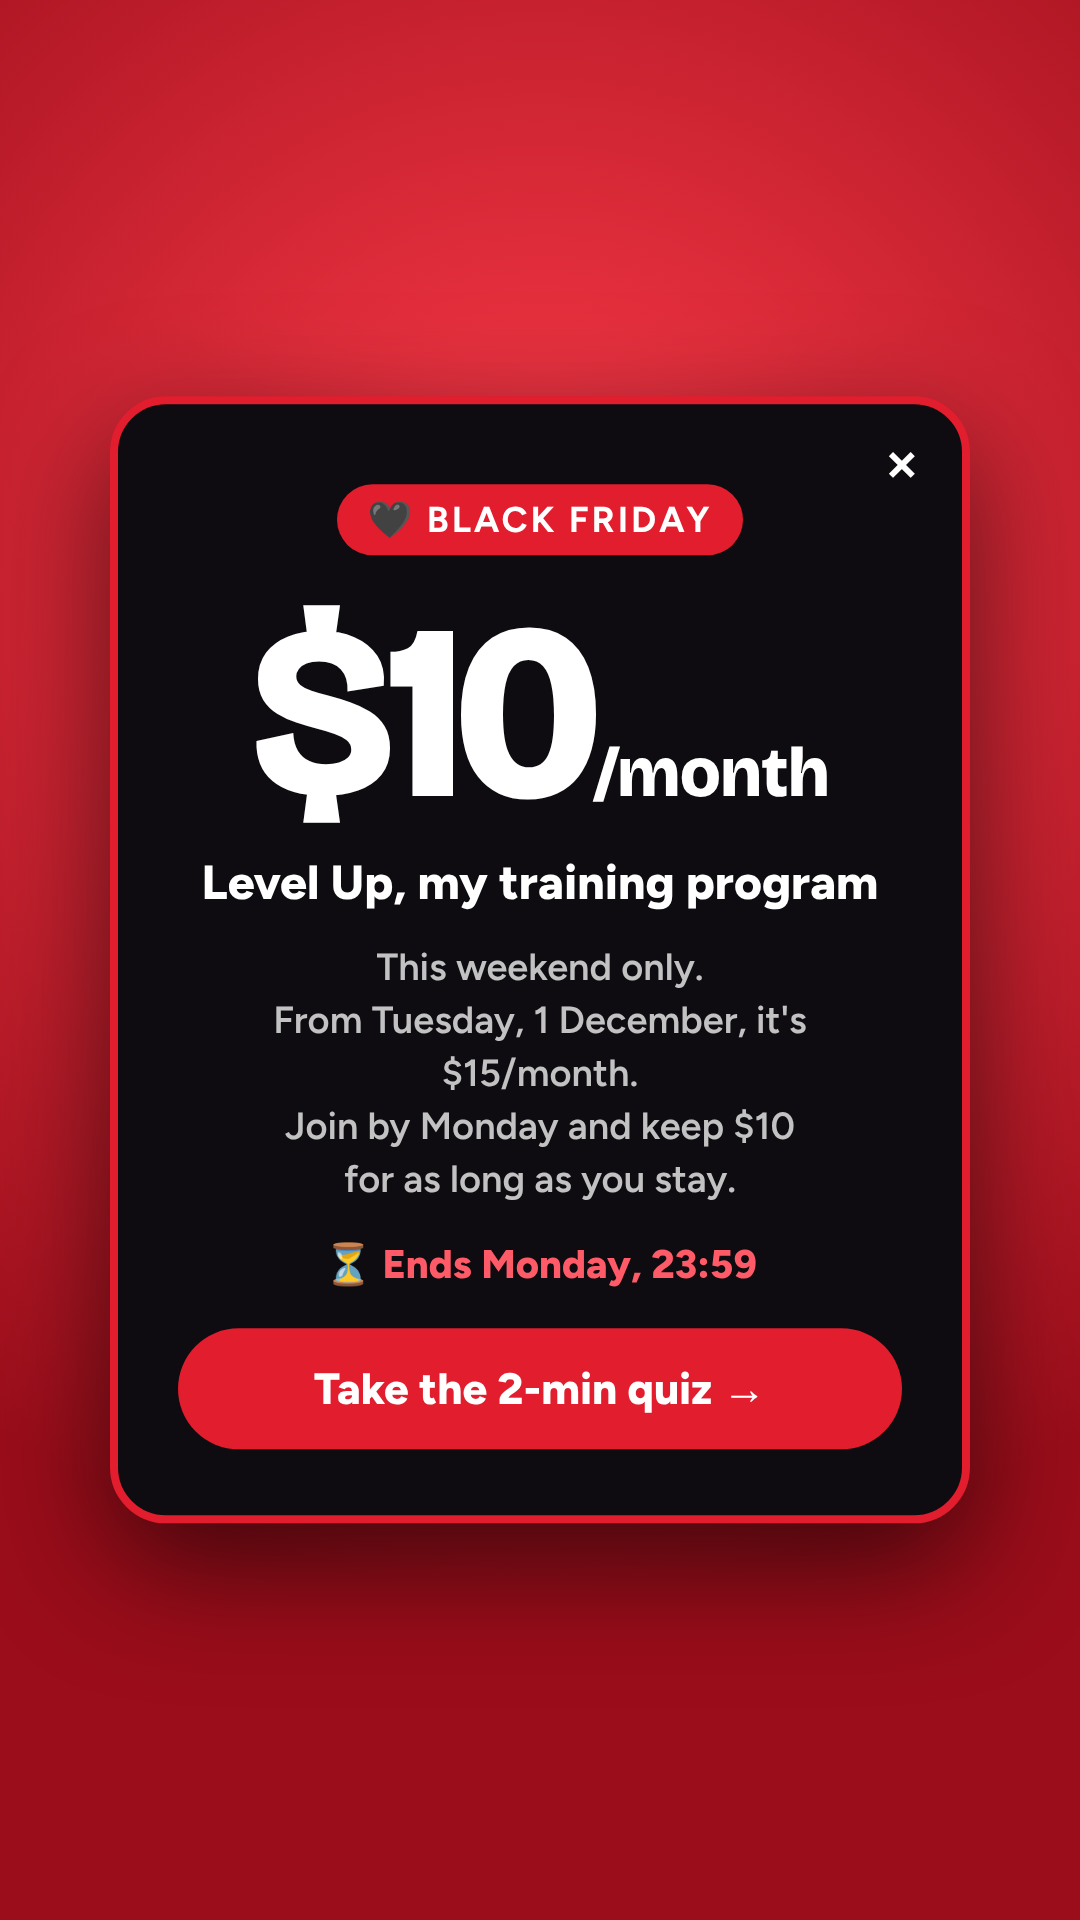 ×
🖤 BLACK FRIDAY
$10/month
Level Up, my training program
This weekend only.
From Tuesday, 1 December, it's
$15/month.
Join by Monday and keep $10
for as long as you stay.
⏳ Ends Monday, 23:59
Take the 2-min quiz →